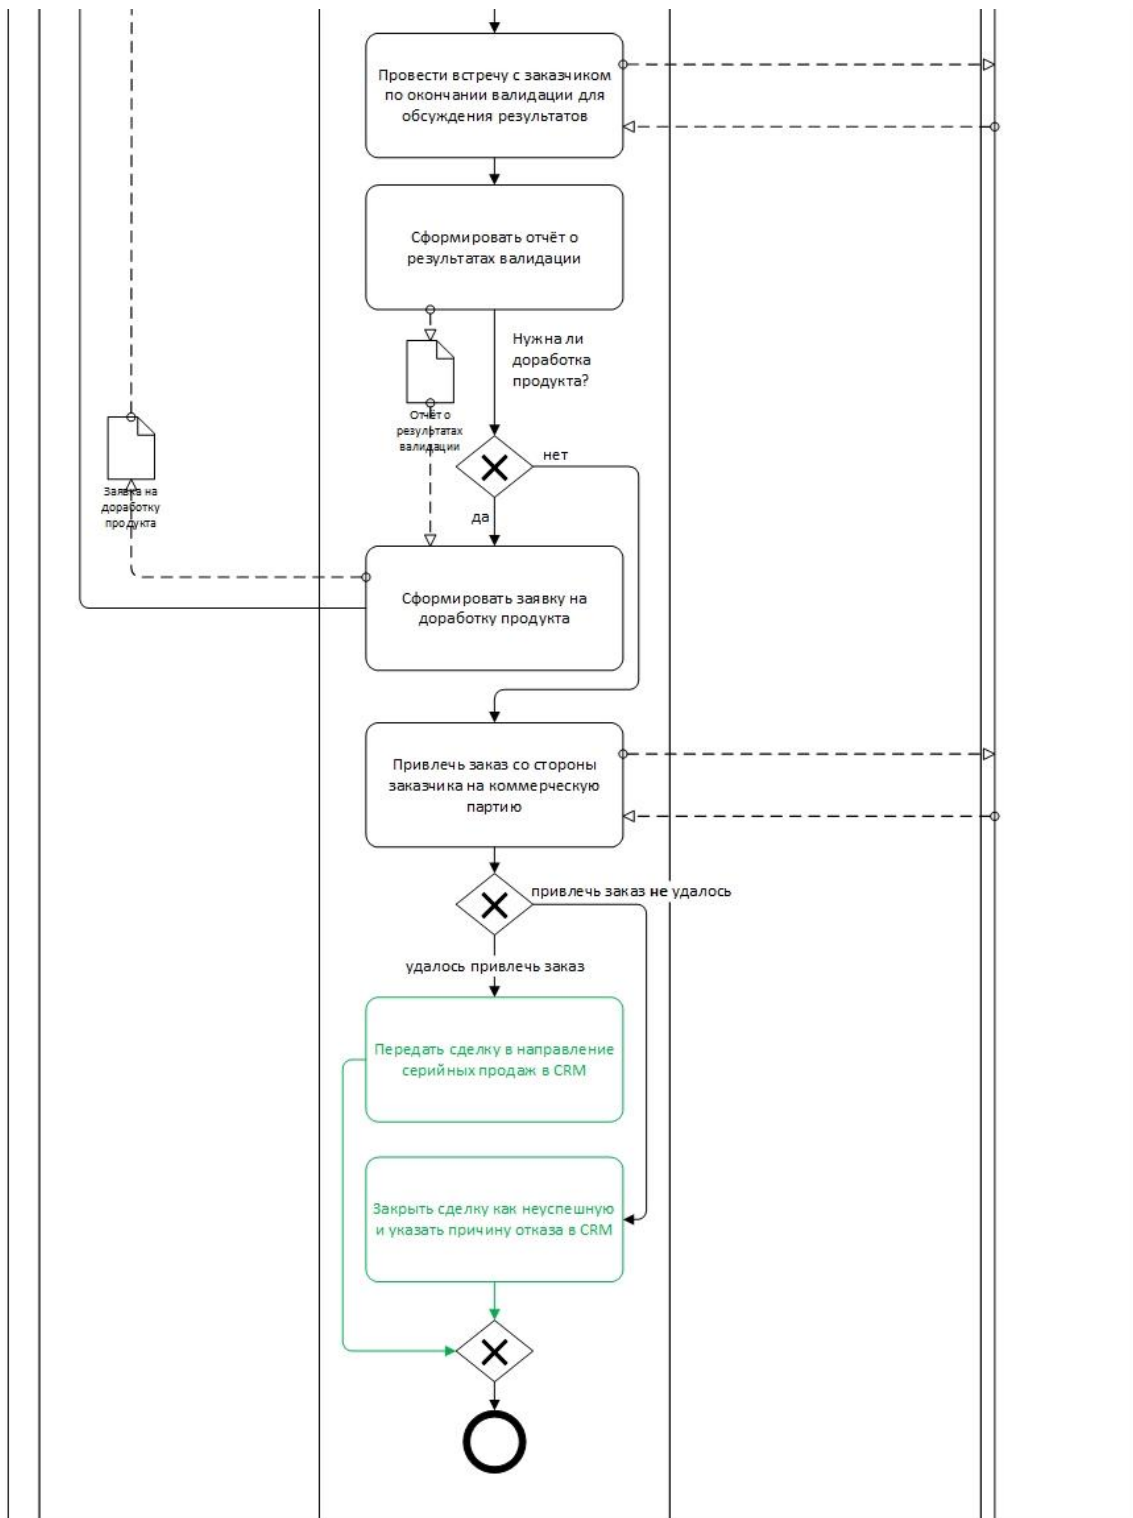 Провести встречу с заказчиком
по окончании валидации для
обсуждения результатов
Сформировать отчёт о
результатах валидации
Нужна ли
доработка
продукта?
Отчёт о
результатах
валидации
нет
Заявка на
доработку
продукта
да
Сформировать заявку на
доработку продукта
Привлечь заказ со стороны
заказчика на коммерческую
партию
привлечь заказ не удалось
удалось привлечь заказ
Передать сделку в направление
серийных продаж в CRM
Закрыть сделку как неуспешную
и указать причину отказа в CRM